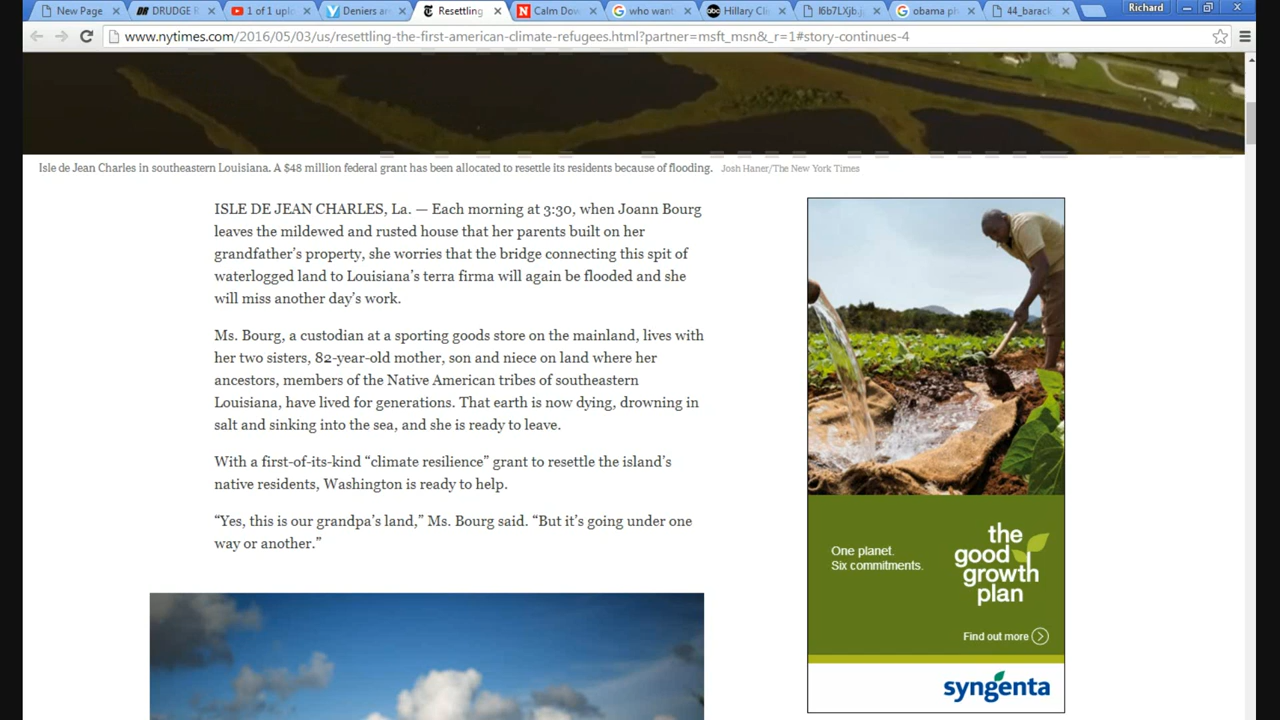 New Page
DRUDGE R
1 of 1 uplo
Deniers ar
Resettling
Calm Dow
who want
abc
Hillary Cli
l6b7LXjb.j
obama ph
44_barack
Richard
www.nytimes.com/2016/05/03/us/resettling-the-first-american-climate-refugees.html?partner=msft_msn&_r=1#story-continues-4
Isle de Jean Charles in southeastern Louisiana. A $48 million federal grant has been allocated to resettle its residents because of flooding. Josh Haner/The New York Times
ISLE DE JEAN CHARLES, La. — Each morning at 3:30, when Joann Bourg
leaves the mildewed and rusted house that her parents built on her
grandfather’s property, she worries that the bridge connecting this spit of
waterlogged land to Louisiana’s terra firma will again be flooded and she
will miss another day’s work.
Ms. Bourg, a custodian at a sporting goods store on the mainland, lives with
her two sisters, 82-year-old mother, son and niece on land where her
ancestors, members of the Native American tribes of southeastern
Louisiana, have lived for generations. That earth is now dying, drowning in
salt and sinking into the sea, and she is ready to leave.
With a first-of-its-kind “climate resilience” grant to resettle the island’s
native residents, Washington is ready to help.
“Yes, this is our grandpa’s land,” Ms. Bourg said. “But it’s going under one
way or another.”
One planet.
Six commitments.
the
good
growth
plan
Find out more
syngenta